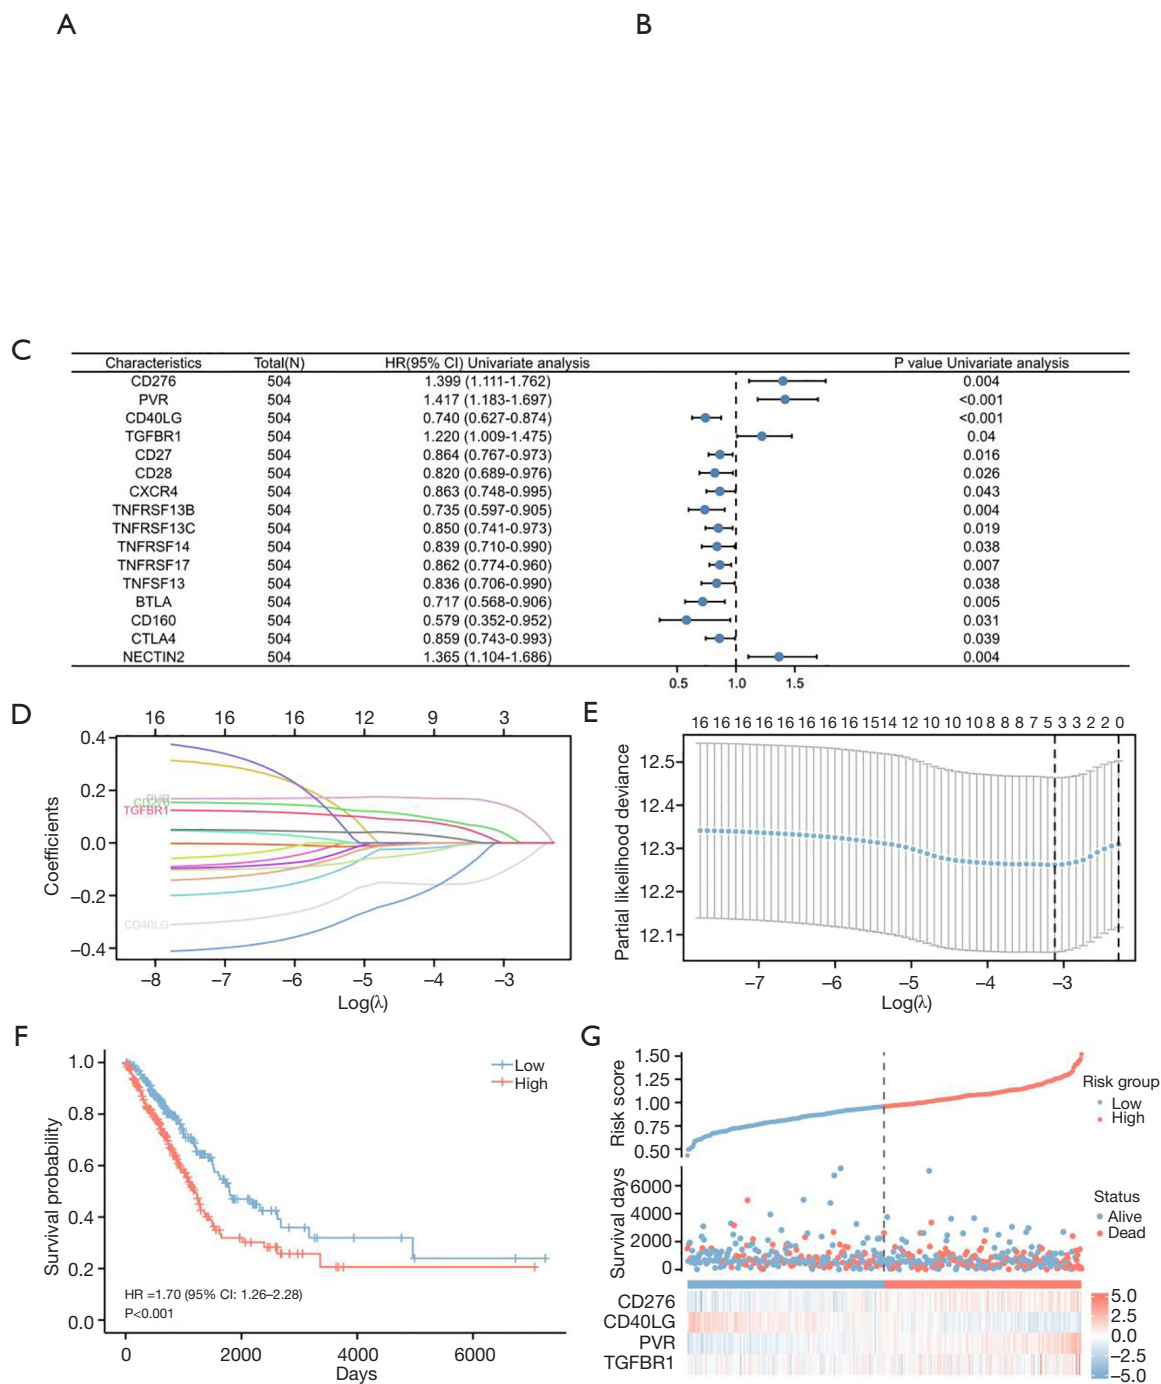 A
B
C
Characteristics Total(N) HR(95% CI) Univariate analysis P value Univariate analysis
CD276 504 1.399 (1.111-1.762) 0.004
PVR 504 1.417 (1.183-1.697) <0.001
CD40LG 504 0.740 (0.627-0.874) <0.001
TGFBR1 504 1.220 (1.009-1.475) 0.04
CD27 504 0.864 (0.767-0.973) 0.016
CD28 504 0.820 (0.689-0.976) 0.026
CXCR4 504 0.863 (0.748-0.995) 0.043
TNFRSF13B 504 0.735 (0.597-0.905) 0.004
TNFRSF13C 504 0.850 (0.741-0.973) 0.019
TNFRSF14 504 0.839 (0.710-0.990) 0.038
TNFRSF17 504 0.862 (0.774-0.960) 0.007
TNFSF13 504 0.836 (0.706-0.990) 0.038
BTLA 504 0.717 (0.568-0.906) 0.005
CD160 504 0.579 (0.352-0.952) 0.031
CTLA4 504 0.859 (0.743-0.993) 0.039
NECTIN2 504 1.365 (1.104-1.686) 0.004
0.5 1.0 1.5
D
16 16 16 12 9 3
Coefficients
0.4
0.2
0.0
−0.2
−0.4
PVR
CD276
TGFBR1
CD40LG
−8 −7 −6 −5 −4 −3
Log(λ)
E
16 16 16 16 16 16 16 16 16 16 16 15 14 12 10 10 10 8 8 8 7 5 3 3 2 2 0
Partial likelihood deviance
12.5
12.4
12.3
12.2
12.1
−7 −6 −5 −4 −3
Log(λ)
F
Survival probability
1.0
0.8
0.6
0.4
0.2
0.0
Low
High
HR =1.70 (95% CI: 1.26–2.28)
P<0.001
0 2000 4000 6000
Days
G
Risk score
1.50
1.25
1.00
0.75
0.50
Risk group
Low
High
Survival days
6000
4000
2000
0
Status
Alive
Dead
CD276
CD40LG
PVR
TGFBR1
5.0
2.5
0.0
−2.5
−5.0